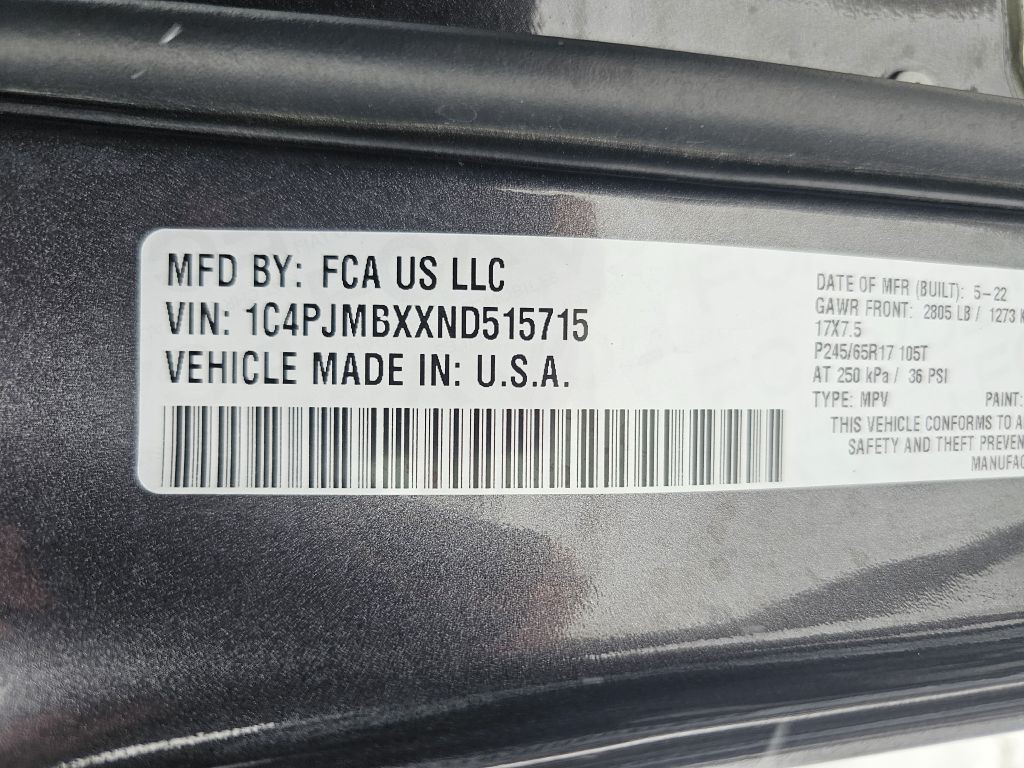 MFD BY: FCA US LLC
VIN: 1C4PJMBXXND515715
VEHICLE MADE IN: U.S.A.
DATE OF MFR (BUILT): 5-22
GAWR FRONT: 2805 LB / 1273 K
17X7.5
P245/65R17 105T
AT 250 kPa / 36 PSI
TYPE: MPV PAINT:
THIS VEHICLE CONFORMS TO A
SAFETY AND THEFT PREVEN
MANUFAC